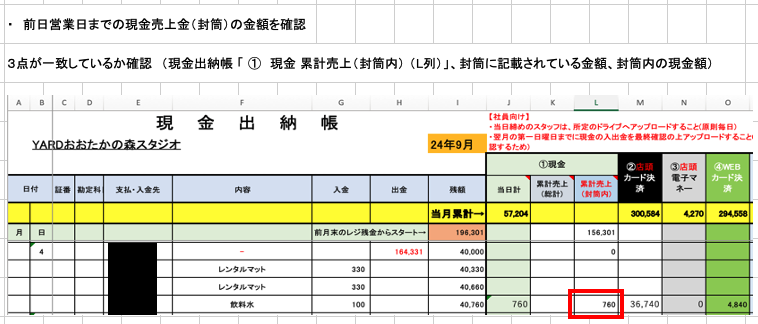 ・ 前日営業日までの現金売上金(封筒)の金額を確認
3点が一致しているか確認 (現金出納帳「 ① 現金 累計売上(封筒内) (L列)」、封筒に記載されている金額、封筒内の現金額)
A B C D E F G H I J K L M N O
現 金 出 納 帳
【社員向け】
・当日締めのスタッフは、所定のドライブへアップロードすること(原則毎日)
・翌月の第一日曜日までに現金の入出金を最終確認の上アップロードすること
認するため)
YARDおおたかの森スタジオ
24年9月
日付 証番 勘定科 支払・入金先 内容 入金 出金 残額
①現金
当日計 累計売上(総計) 累計売上(封筒内)
②店頭カード決済
③店頭電子マネー
④WEBカード決済
当月累計→ 57,204 300,584 4,270 294,558
月 日 前月末のレジ残金からスタート→ 196,301 156,301
4 － 164,331 40,000 0
レンタルマット 330 40,330
レンタルマット 330 40,660
飲料水 100 40,760 760 760 36,740 0 4,840